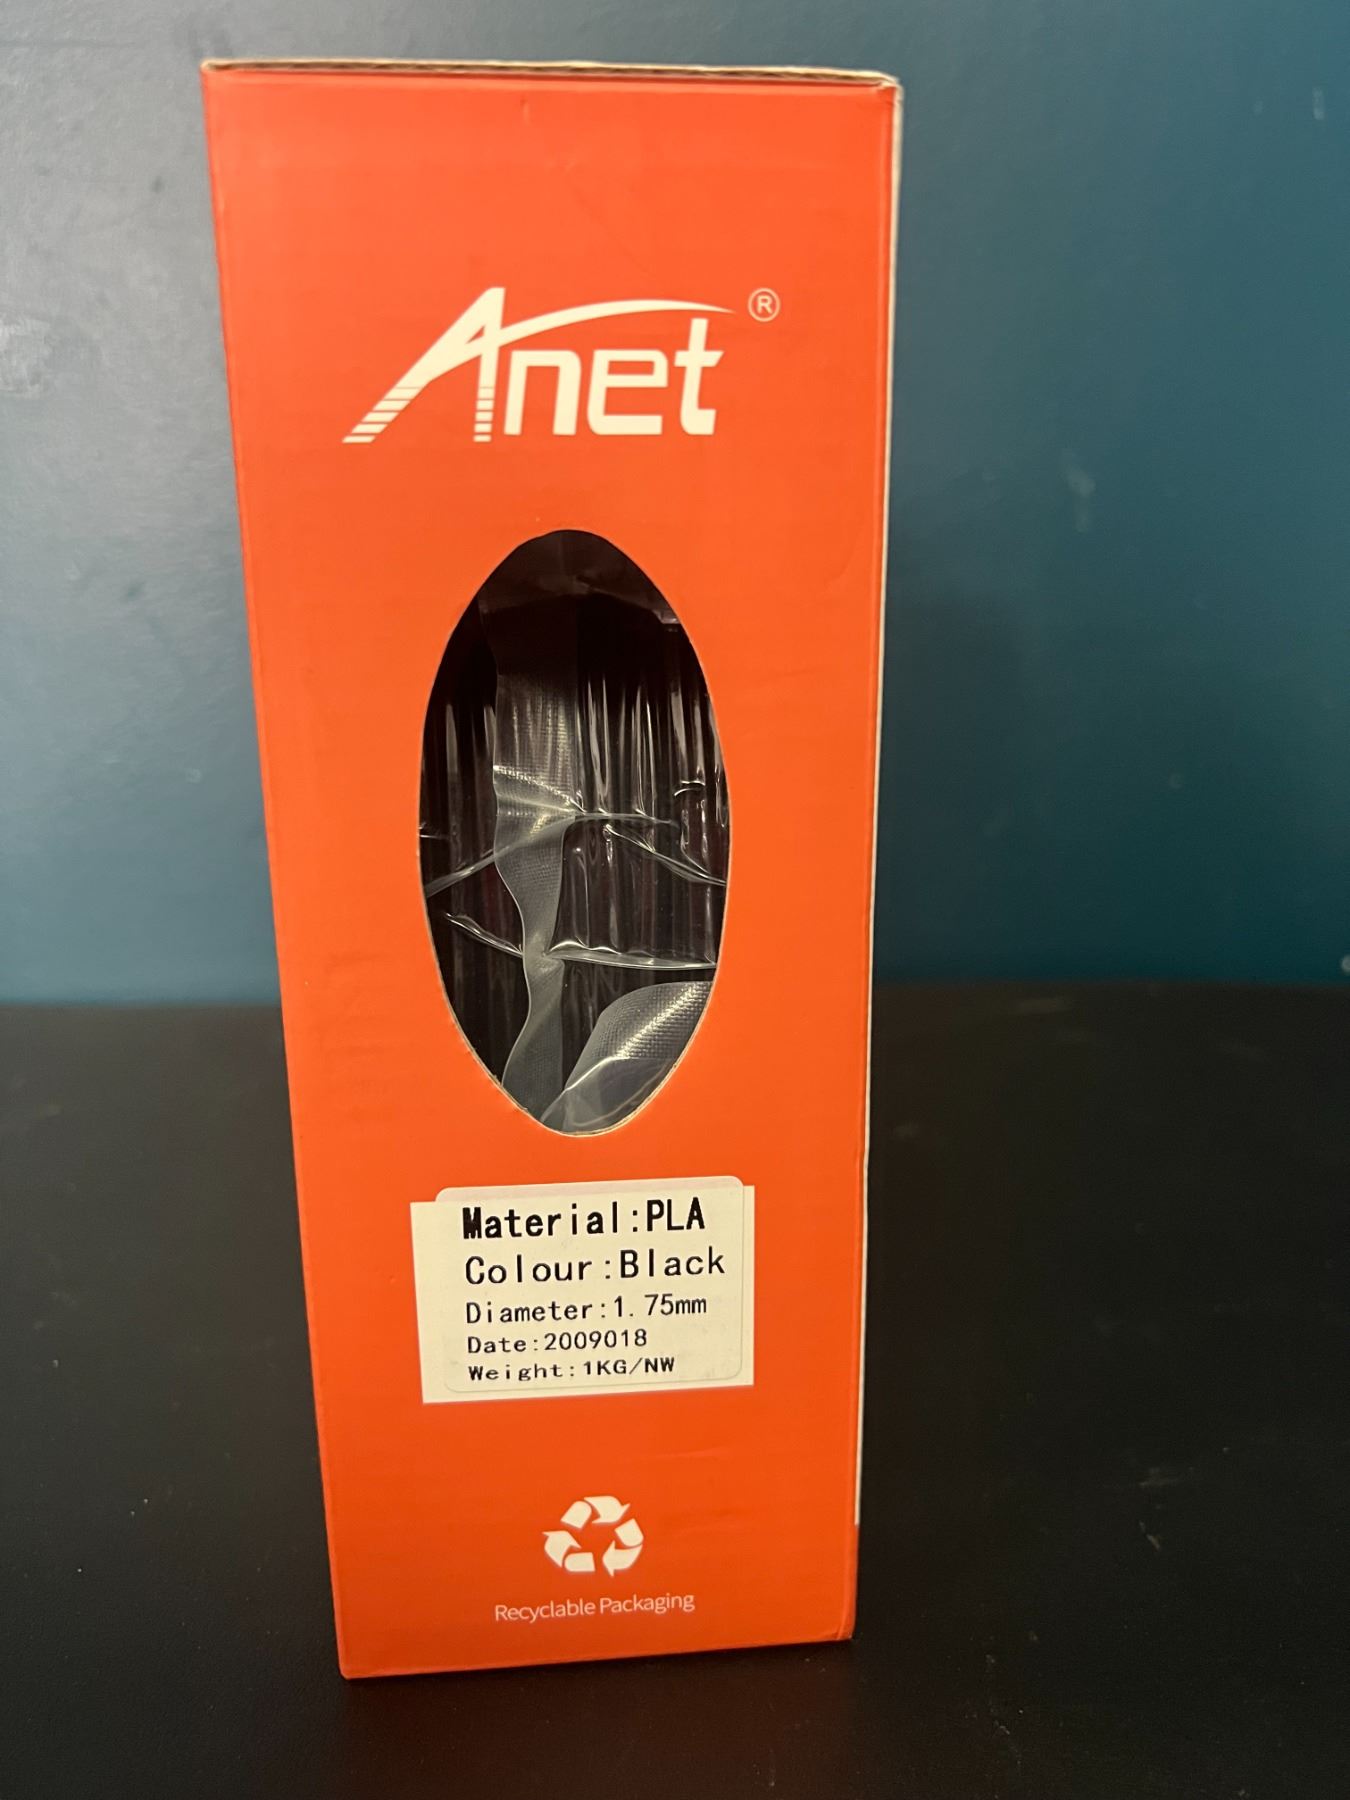 Anet®
Material:PLA
Colour:Black
Diameter:1.75mm
Date:2009018
Weight:1KG/NW
Recyclable Packaging